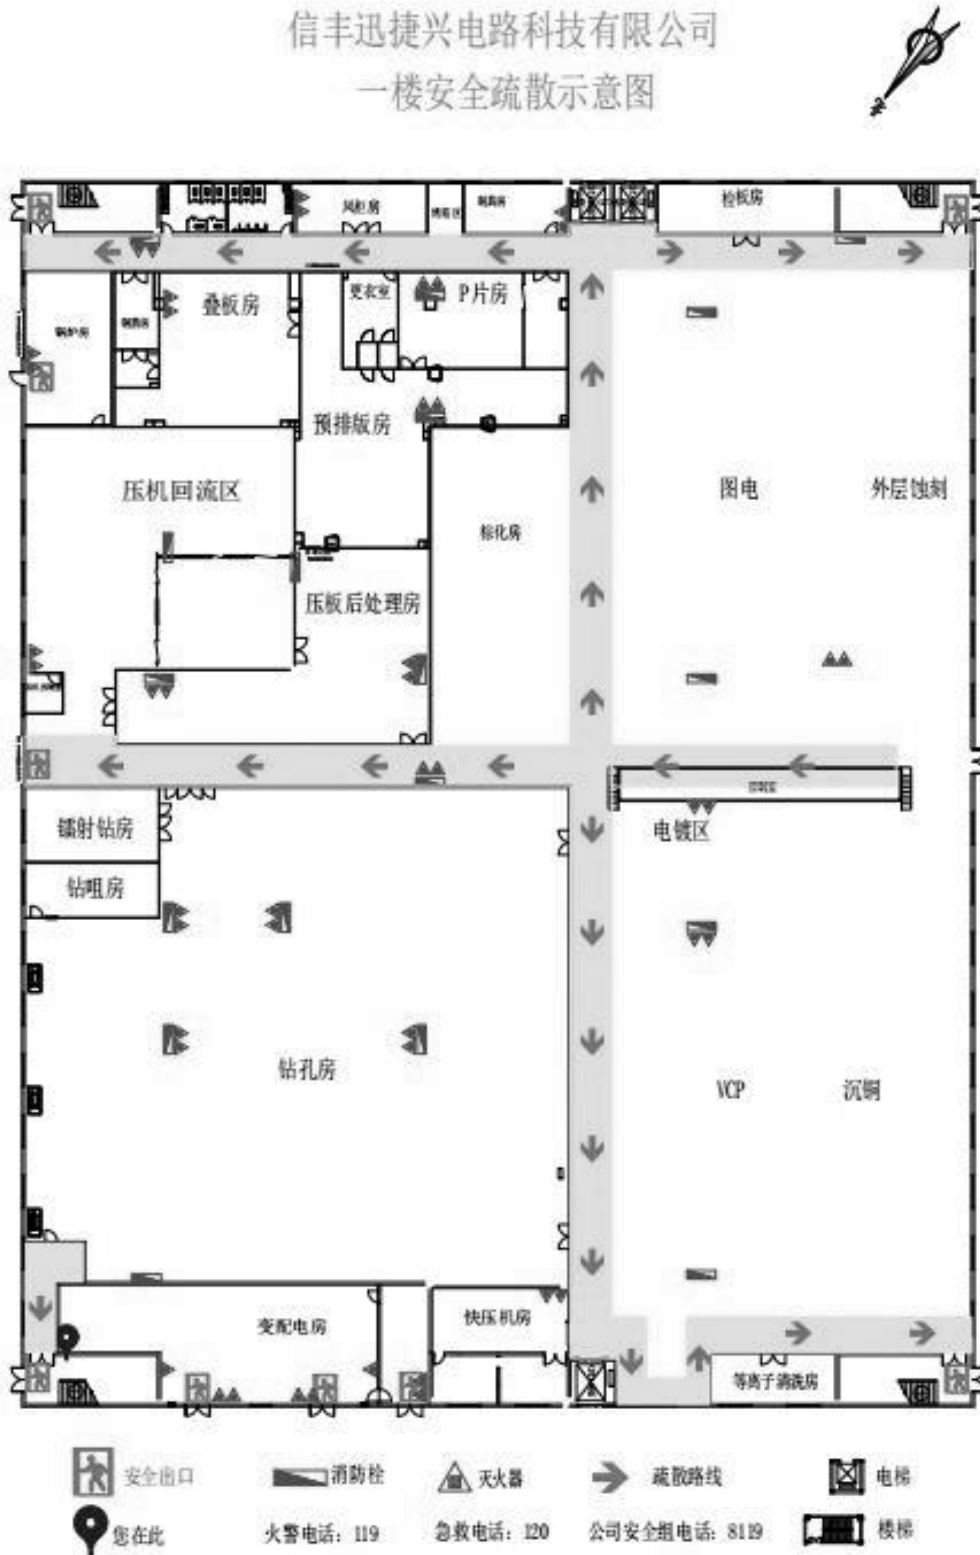 信丰迅捷兴电路科技有限公司
一楼安全疏散示意图
风柜房
检板房
锅炉房
叠板房
更衣室
P片房
预排版房
压机回流区
图电
外层蚀刻
棕化房
压板后处理房
镭射钻房
电镀区
钻咀房
钻孔房
VCP
沉铜
变配电房
快压机房
等离子清洗房
安全出口
消防栓
灭火器
疏散路线
电梯
您在此
火警电话：119
急救电话：120
公司安全组电话：8119
楼梯